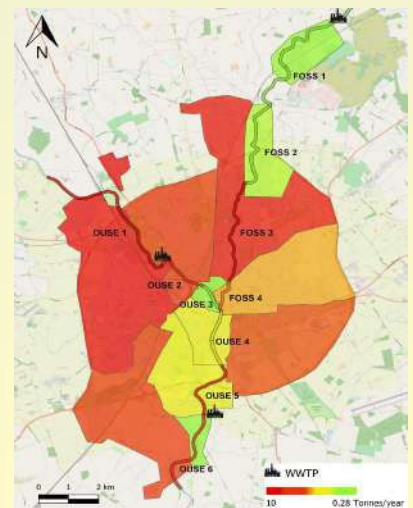 N
FOSS 1
FOSS 2
OUSE 1
FOSS 3
OUSE 2
OUSE 3
FOSS 4
OUSE 4
OUSE 5
OUSE 6
WWTP
0 1 2 km
10 0.28 Tonnes/year